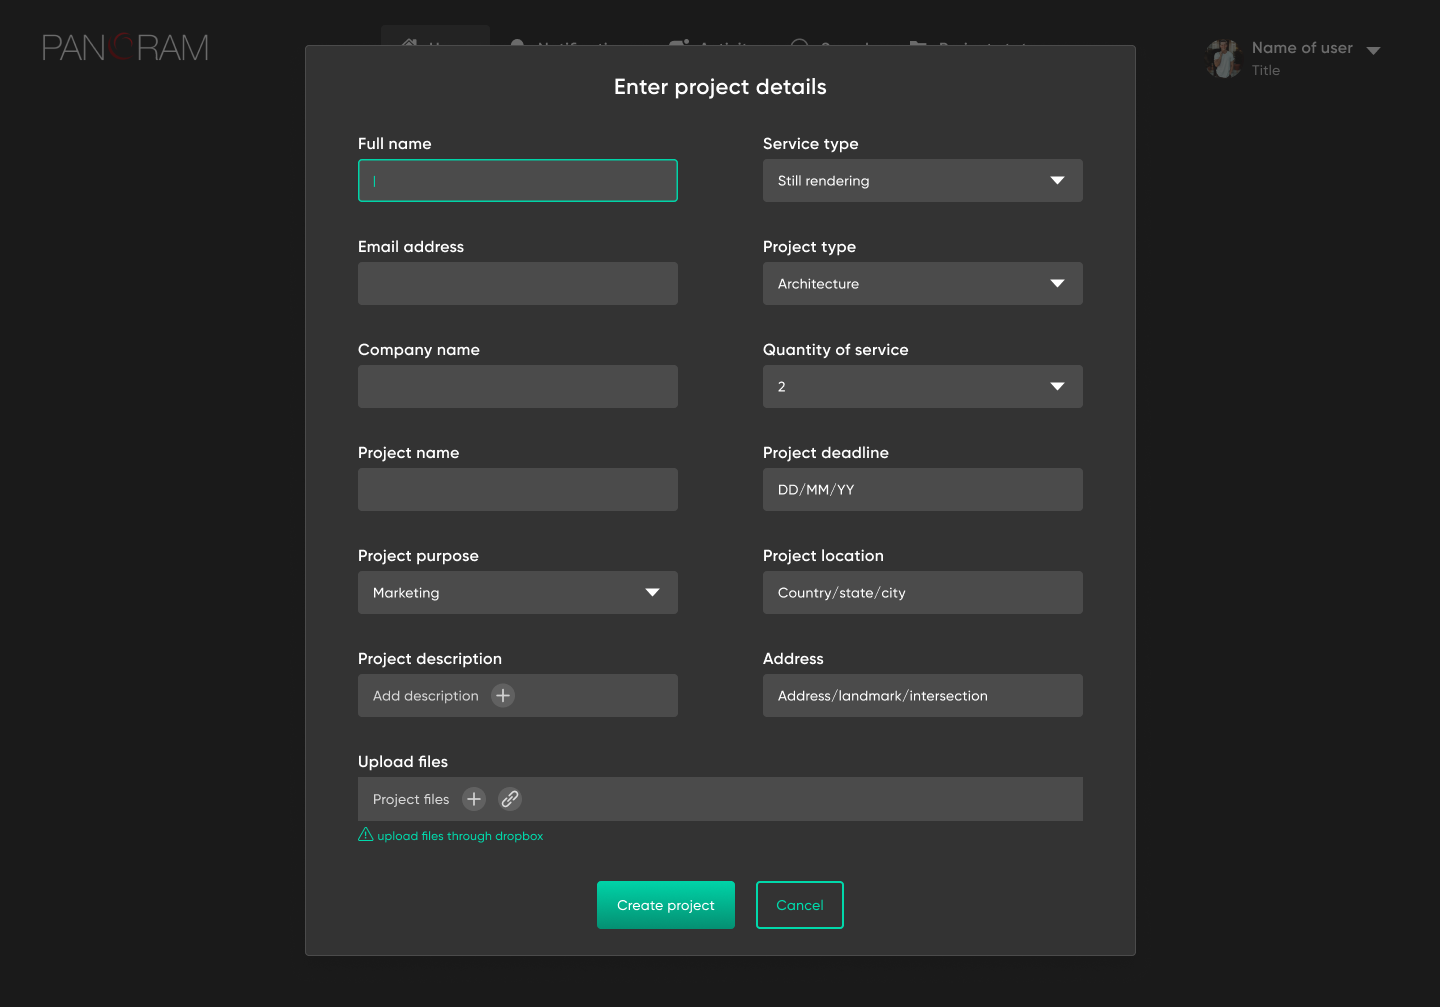 PANORAM
Name of user
Title
Enter project details
Full name
Service type
Still rendering
Email address
Project type
Architecture
Company name
Quantity of service
2
Project name
Project deadline
DD/MM/YY
Project purpose
Marketing
Project location
Country/state/city
Project description
Add description
Address
Address/landmark/intersection
Upload files
Project files
upload files through dropbox
Create project
Cancel